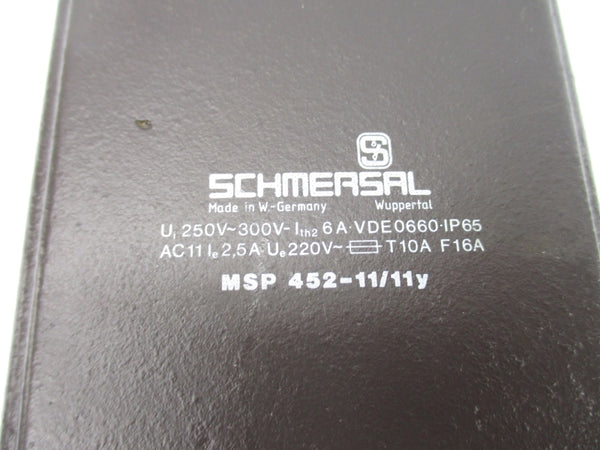 S
SCHMERSAL
Made in W.-Germany Wuppertal
Ui 250V~300V- Ith2 6A·VDE0660·IP65
AC11 Ie 2,5A·Ue 220V~ T10A F16A
MSP 452-11/11y